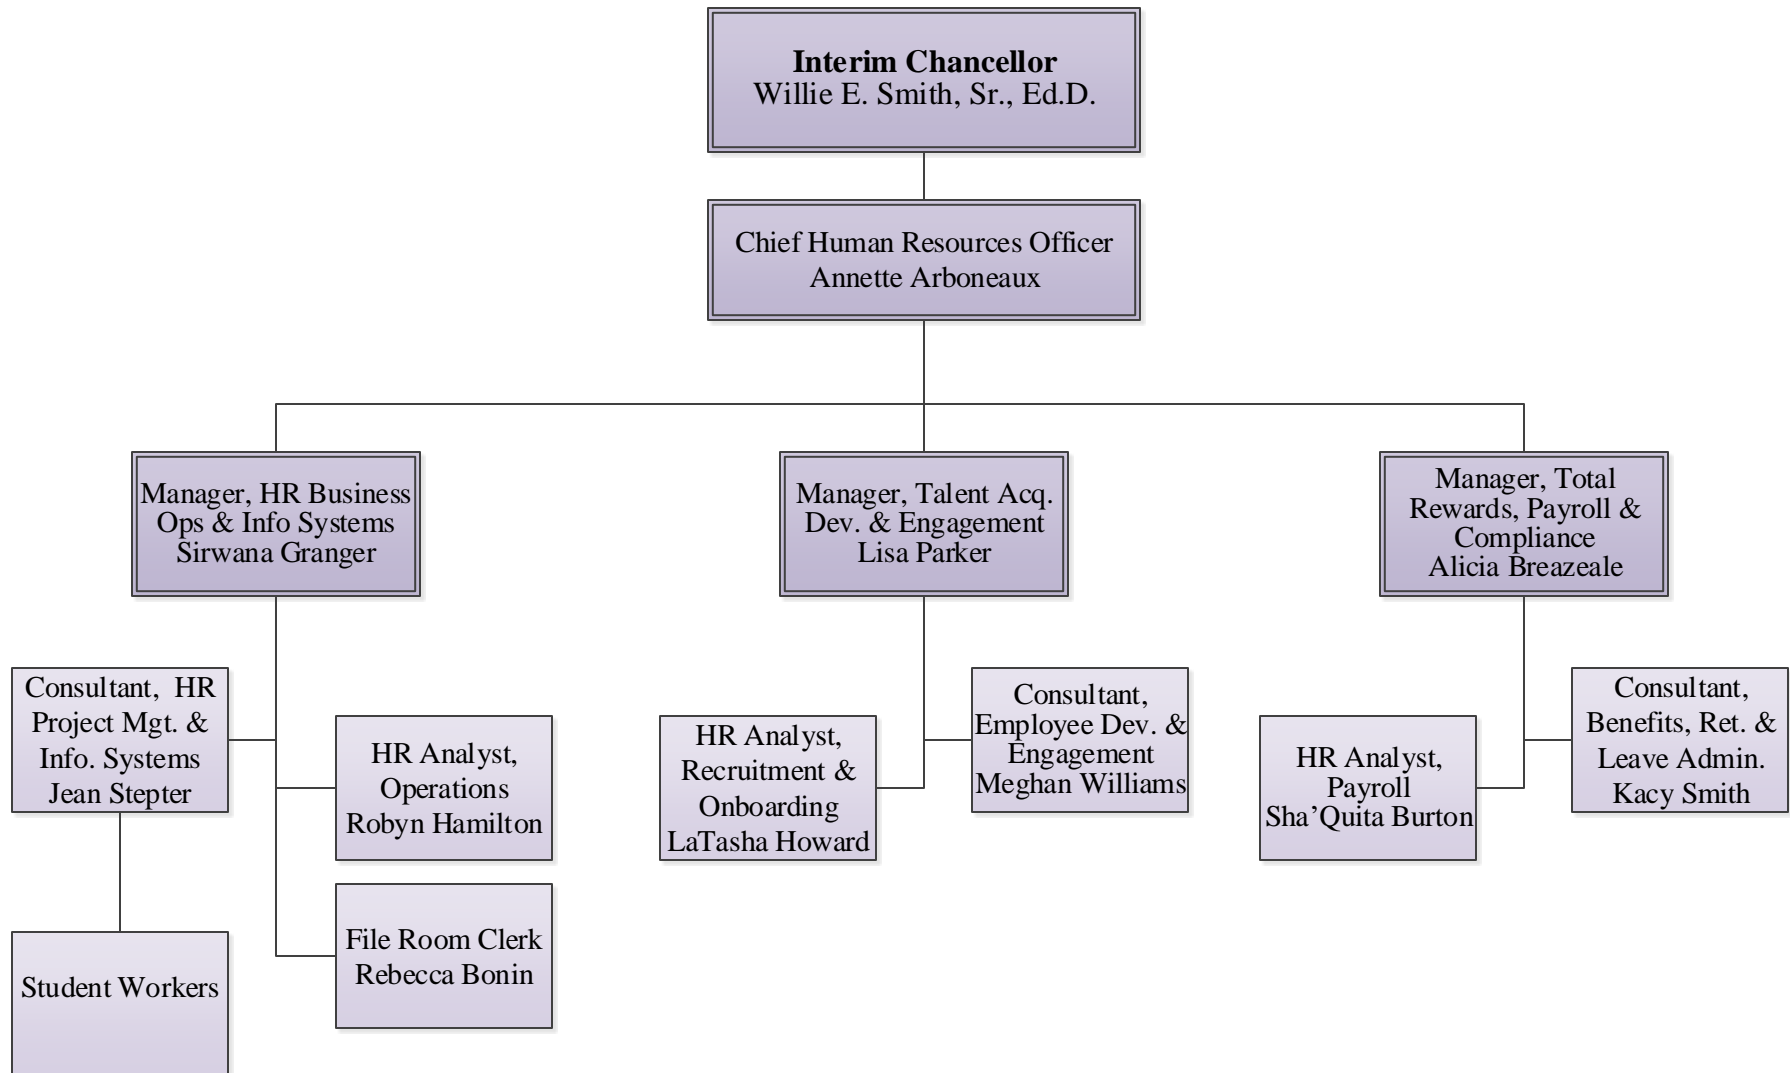 Interim Chancellor
Willie E. Smith, Sr., Ed.D.
Chief Human Resources Officer
Annette Arboneaux
Manager, HR Business
Ops & Info Systems
Sirwana Granger
Manager, Talent Acq.
Dev. & Engagement
Lisa Parker
Manager, Total
Rewards, Payroll &
Compliance
Alicia Breazeale
Consultant, HR
Project Mgt. &
Info. Systems
Jean Stepter
HR Analyst,
Operations
Robyn Hamilton
File Room Clerk
Rebecca Bonin
Student Workers
HR Analyst,
Recruitment &
Onboarding
LaTasha Howard
Consultant,
Employee Dev. &
Engagement
Meghan Williams
HR Analyst,
Payroll
Sha’Quita Burton
Consultant,
Benefits, Ret. &
Leave Admin.
Kacy Smith